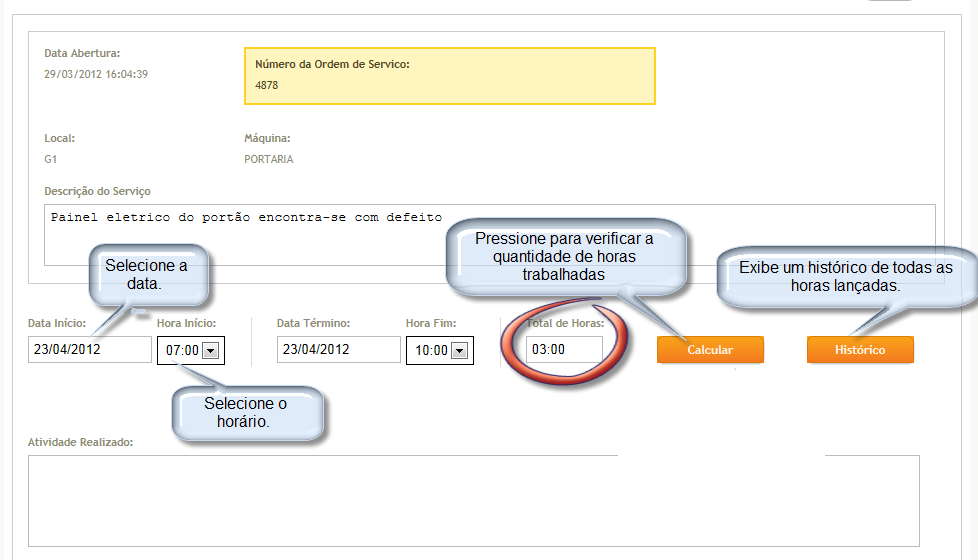 Data Abertura:
29/03/2012 16:04:39
Número da Ordem de Servico:
4878
Local:
G1
Máquina:
PORTARIA
Descrição do Serviço
Painel eletrico do portão encontra-se com defeito
Pressione para verificar a
quantidade de horas
trabalhadas
Selecione a
data.
Exibe um histórico de todas as
horas lançadas.
Data Início:
Hora Início:
Data Término:
Hora Fim:
Total de Horas:
23/04/2012
07:00
23/04/2012
10:00
03:00
Calcular
Histórico
Selecione o
horário.
Atividade Realizado: